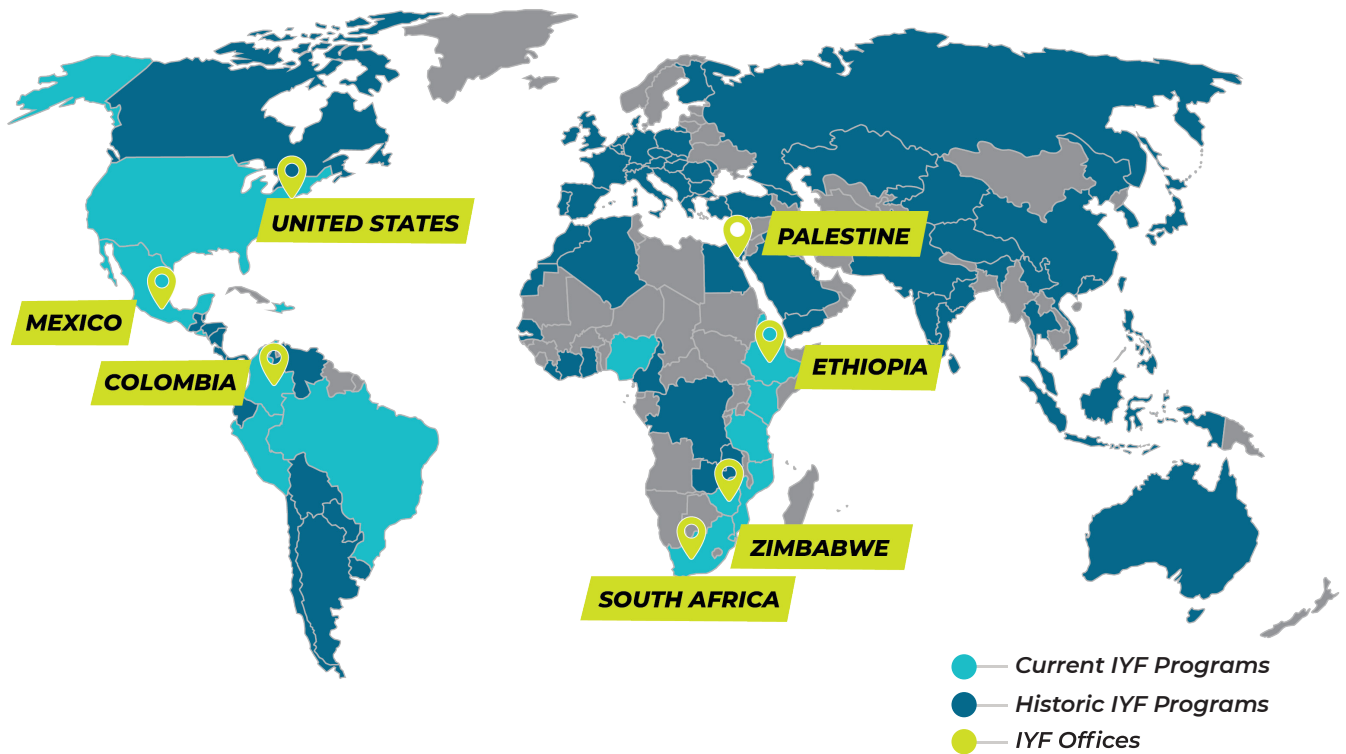 UNITED STATES
PALESTINE
MEXICO
ETHIOPIA
COLOMBIA
ZIMBABWE
SOUTH AFRICA
Current IYF Programs
Historic IYF Programs
IYF Offices